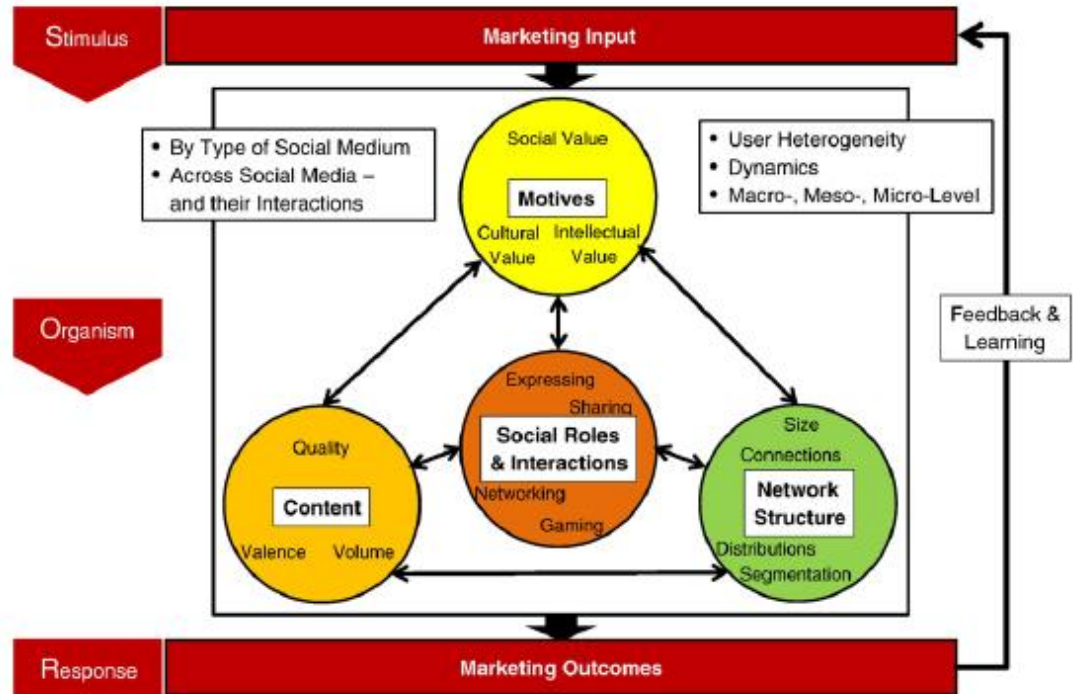 Stimulus
Marketing Input
• By Type of Social Medium
• Across Social Media –
and their Interactions
• User Heterogeneity
• Dynamics
• Macro-, Meso-, Micro-Level
Social Value
Motives
Cultural
Value
Intellectual
Value
Organism
Feedback &
Learning
Expressing
Sharing
Social Roles
& Interactions
Networking
Gaming
Quality
Content
Valence
Volume
Size
Connections
Network
Structure
Distributions
Segmentation
Response
Marketing Outcomes